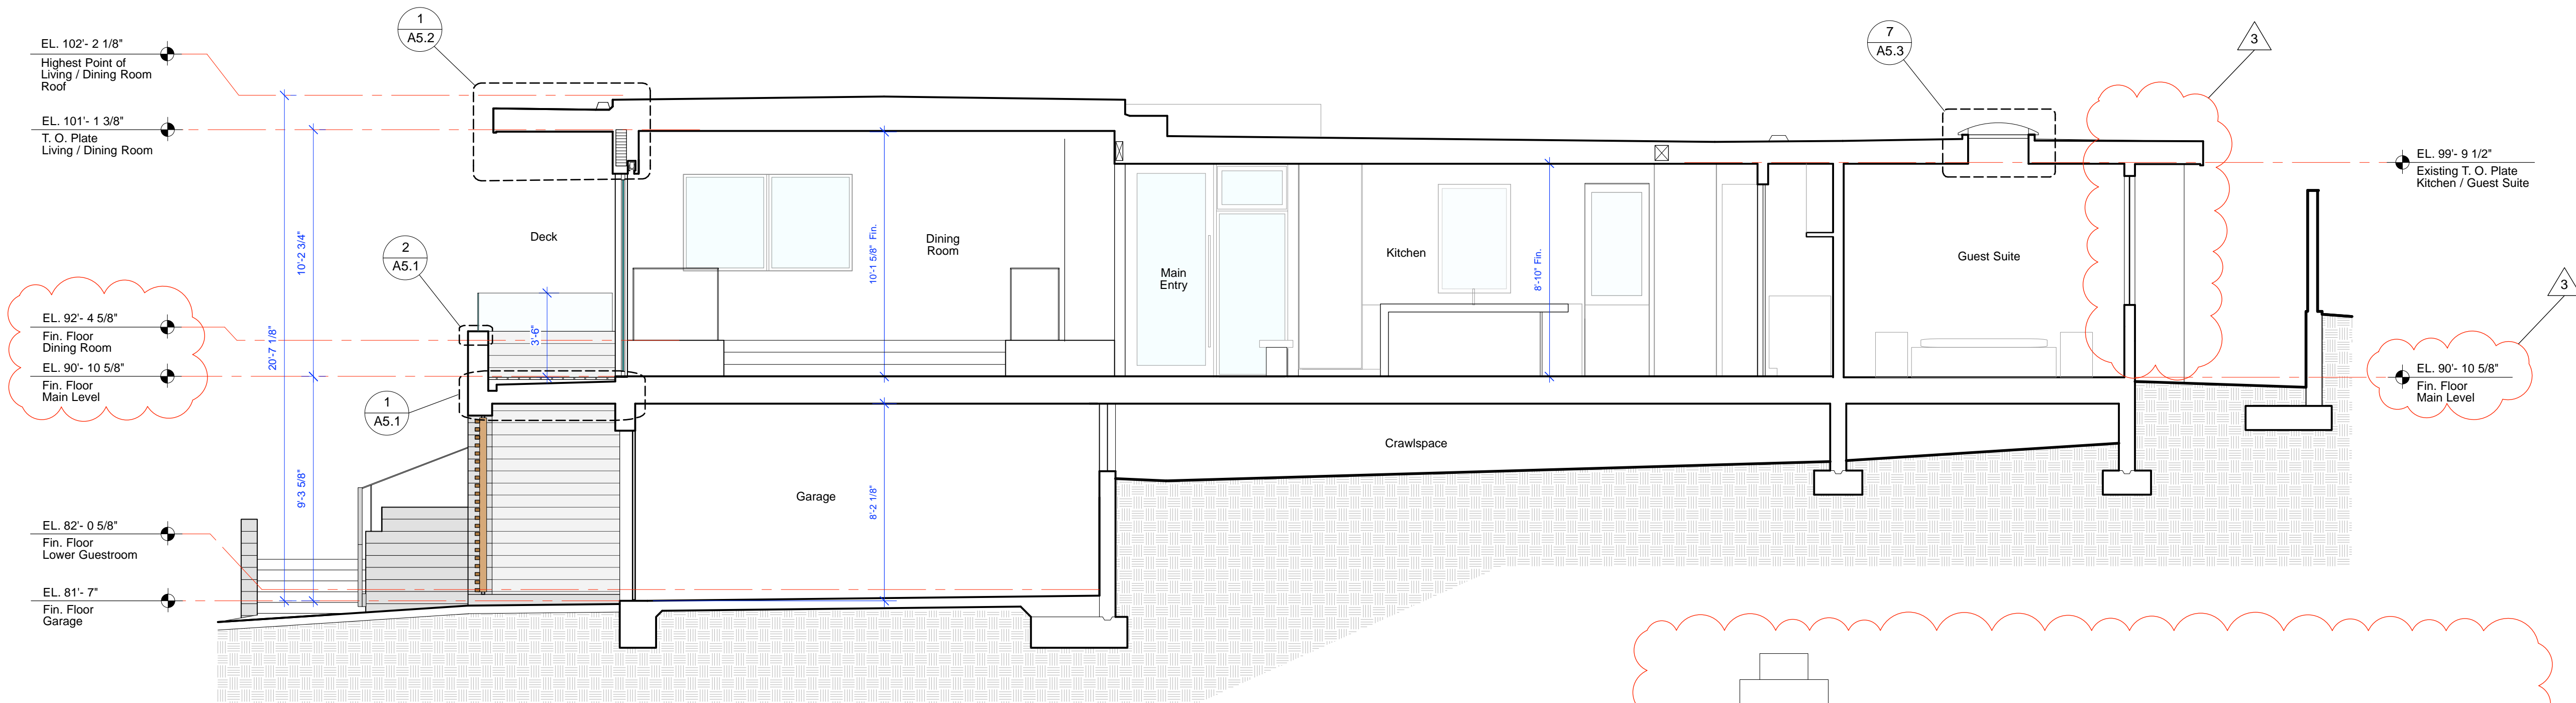 1
A5.2
7
A5.3
3
EL. 102'- 2 1/8"
Highest Point of
Living / Dining Room
Roof
EL. 101'- 1 3/8"
T. O. Plate
Living / Dining Room
EL. 99'- 9 1/2"
Existing T. O. Plate
Kitchen / Guest Suite
Deck
Dining
Room
10'-1 5/8" Fin.
10'-2 3/4"
2
A5.1
Main
Entry
Kitchen
8'-10" Fin.
Guest Suite
3
EL. 92'- 4 5/8"
Fin. Floor
Dining Room
20'-7 1/8"
3'-6"
EL. 90'- 10 5/8"
Fin. Floor
Main Level
EL. 90'- 10 5/8"
Fin. Floor
Main Level
1
A5.1
Crawlspace
9'-3 5/8"
Garage
8'-2 1/8"
EL. 82'- 0 5/8"
Fin. Floor
Lower Guestroom
EL. 81'- 7"
Fin. Floor
Garage